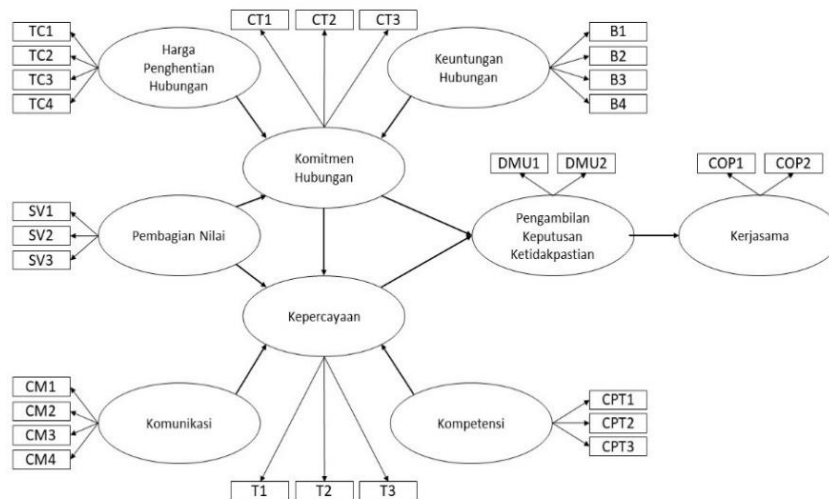 TC1
TC2
TC3
TC4
Harga
Penghentian
Hubungan
CT1
CT2
CT3
Keuntungan
Hubungan
B1
B2
B3
B4
Komitmen
Hubungan
DMU1
DMU2
COP1
COP2
SV1
SV2
SV3
Pembagian Nilai
Pengambilan
Keputusan
Ketidakpastian
Kerjasama
Kepercayaan
CM1
CM2
CM3
CM4
Komunikasi
Kompetensi
CPT1
CPT2
CPT3
T1
T2
T3